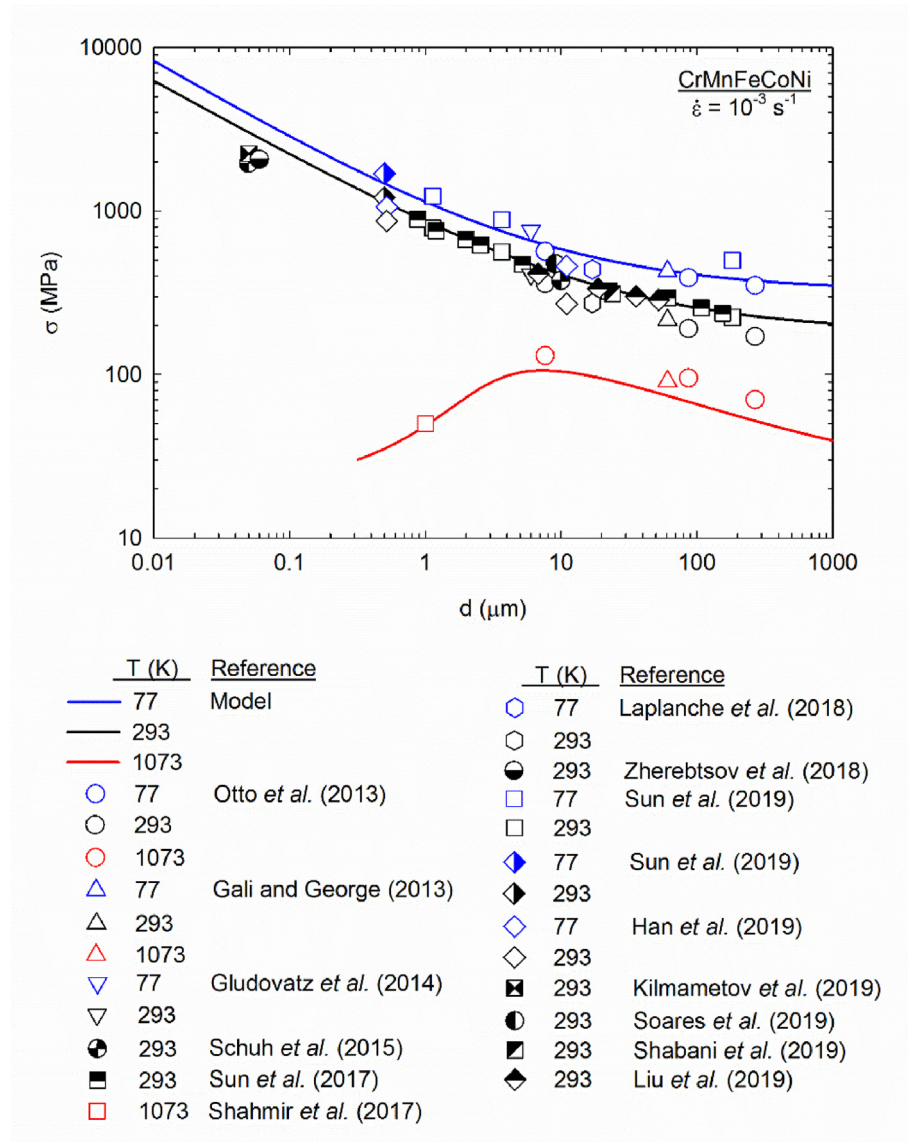 10000
1000
100
10
σ (MPa)
CrMnFeCoNi
ε̇ = 10⁻³ s⁻¹
0.01 0.1 1 10 100 1000
d (μm)
T (K) Reference
77 Model
293
1073
77 Otto et al. (2013)
293
1073
77 Gali and George (2013)
293
1073
77 Gludovatz et al. (2014)
293
293 Schuh et al. (2015)
293 Sun et al. (2017)
1073 Shahmir et al. (2017)
T (K) Reference
77 Laplanche et al. (2018)
293
293 Zherebtsov et al. (2018)
77 Sun et al. (2019)
293
77 Sun et al. (2019)
293
77 Han et al. (2019)
293
293 Kilmametov et al. (2019)
293 Soares et al. (2019)
293 Shabani et al. (2019)
293 Liu et al. (2019)